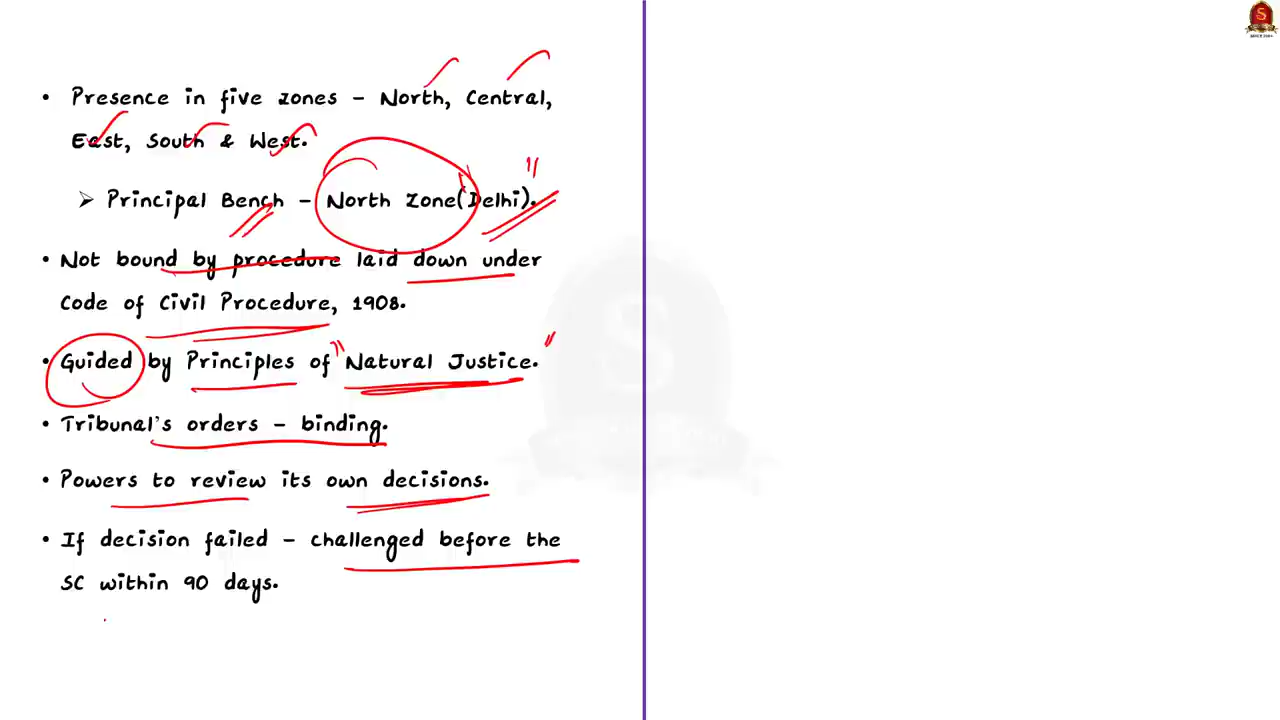 • Presence in five zones – North, Central,
East, South & West.
➢ Principal Bench – North Zone(Delhi).
• Not bound by procedure laid down under
Code of Civil Procedure, 1908.
• Guided by Principles of "Natural Justice."
• Tribunal's orders – binding.
• Powers to review its own decisions.
• If decision failed – challenged before the
SC within 90 days.